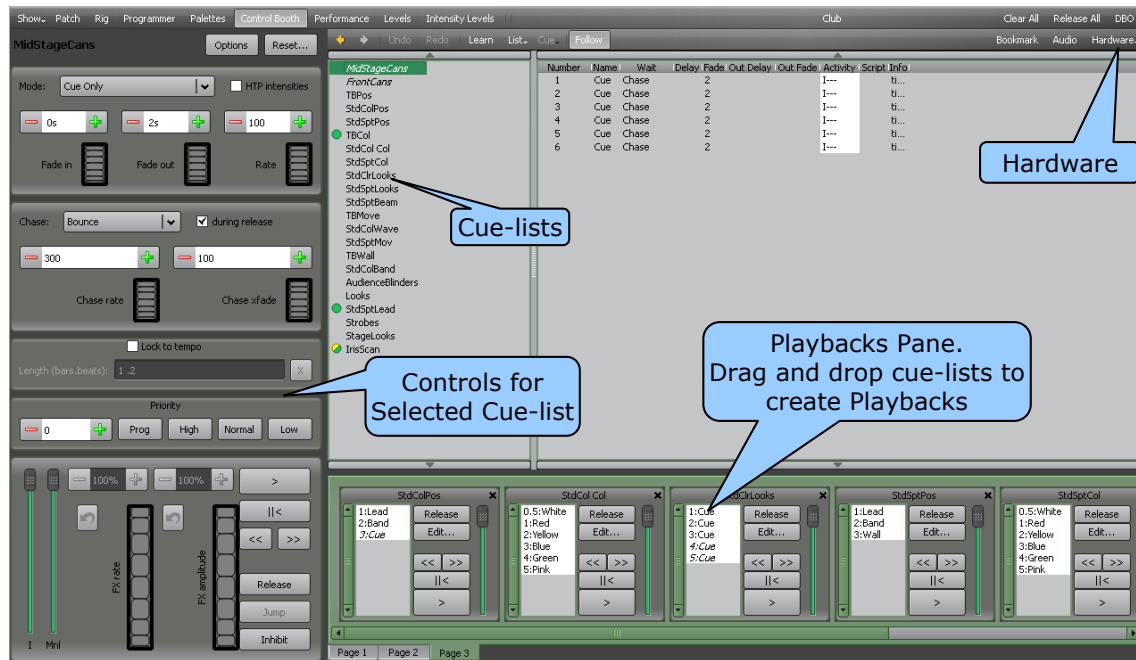 Show Patch Rig Programmer Palettes Control Booth Performance Levels Intensity Levels Club Clear All Release All DBO
MidStageCans Options Reset... Undo Redo Learn List Cue Follow Bookmark Audio Hardware
Mode: Cue Only HTP intensities
0s 2s 100
Fade in Fade out Rate
Chase: Bounce during release
300 100
Chase rate Chase xfade
Lock to tempo
Length (bars.beats): 1 .2 X
Priority
0 Prog High Normal Low
100% 100% >
||<
<< >>
FX rate
FX amplitude
Release
Jump
Inhibit
I Mnl
MidStageCans
FrontCans
TBPos
StdColPos
StdSptPos
TBCol
StdCol Col
StdSptCol
StdClrLooks
StdSptLooks
StdSptBeam
TBMove
StdColWave
StdSptMov
TBWall
StdColBand
AudienceBlinders
Looks
StdSptLead
Strobes
StageLooks
IrisScan
Number Name Wait Delay Fade Out Delay Out Fade Activity Script Info
1 Cue Chase 2 I--- ti...
2 Cue Chase 2 I--- ti...
3 Cue Chase 2 I--- ti...
4 Cue Chase 2 I--- ti...
5 Cue Chase 2 I--- ti...
6 Cue Chase 2 I--- ti...
Hardware
Cue-lists
Controls for
Selected Cue-list
Playbacks Pane.
Drag and drop cue-lists to
create Playbacks
StdColPos x
1:Lead
2:Band
3:Cue
Release
Edit...
<< >>
||<
>
StdCol Col x
0.5:White
1:Red
2:Yellow
3:Blue
4:Green
5:Pink
Release
Edit...
<< >>
||<
>
StdClrLooks x
1:Cue
2:Cue
3:Cue
4:Cue
5:Cue
Release
Edit...
<< >>
||<
>
StdSptPos x
1:Lead
2:Band
3:Wall
Release
Edit...
<< >>
||<
>
StdSptCol
0.5:White
1:Red
2:Yellow
3:Blue
4:Green
5:Pink
Release
Edit...
<< >>
||<
>
Page 1 Page 2 Page 3